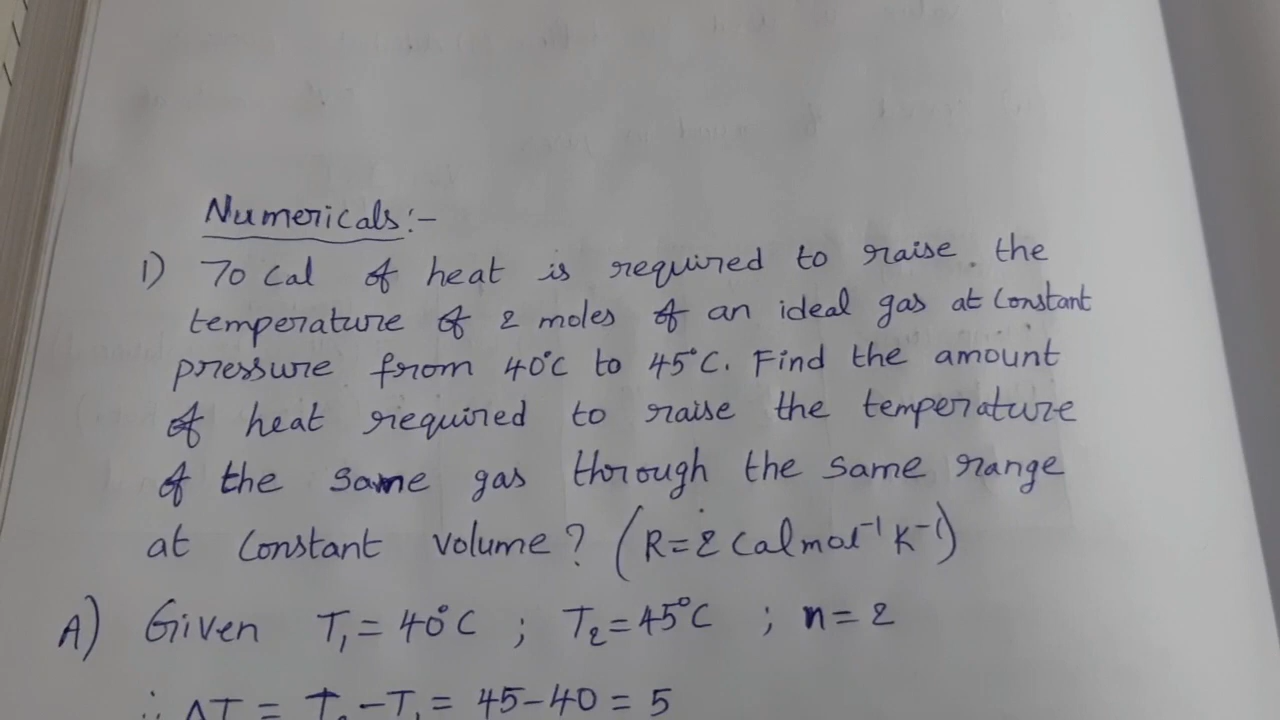 Numericals:-
1) 70 Cal of heat is required to raise the
temperature of 2 moles of an ideal gas at Constant
pressure from 40°C to 45°C. Find the amount
of heat required to raise the temperature
of the same gas through the same range
at Constant volume? (R=2 Cal mol⁻¹ K⁻¹)
A) Given T₁ = 40°C ; T₂ = 45°C ; n = 2
∴ ΔT = T₂ - T₁ = 45-40 = 5